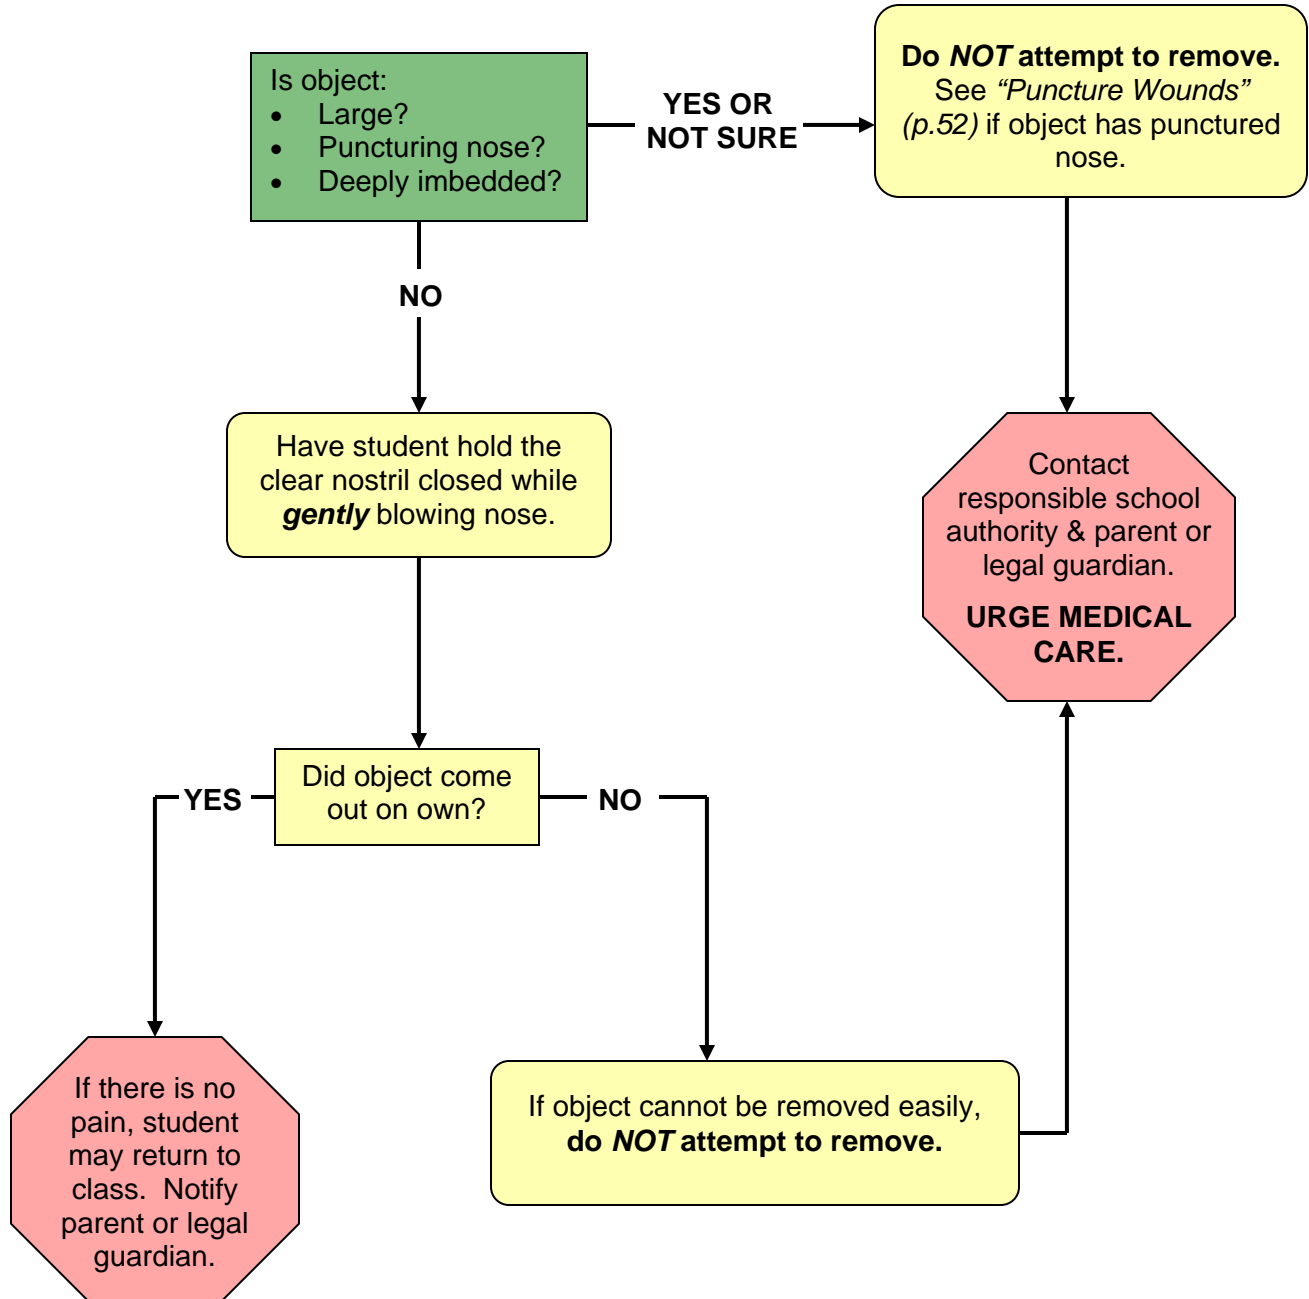 Is object:
• Large?
• Puncturing nose?
• Deeply imbedded?
YES OR
NOT SURE
Do NOT attempt to remove.
See “Puncture Wounds”
(p.52) if object has punctured
nose.
NO
Have student hold the
clear nostril closed while
gently blowing nose.
Contact
responsible school
authority & parent or
legal guardian.
URGE MEDICAL
CARE.
Did object come
out on own?
YES
NO
If there is no
pain, student
may return to
class. Notify
parent or legal
guardian.
If object cannot be removed easily,
do NOT attempt to remove.